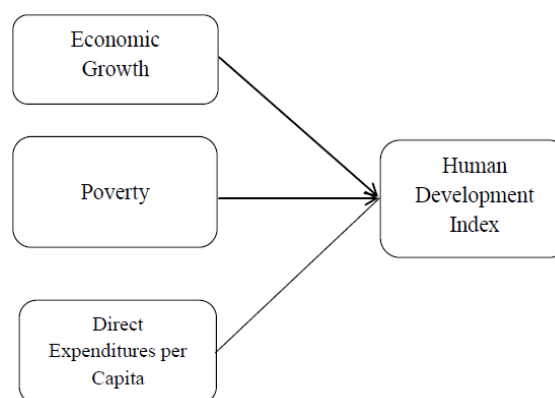 Economic
Growth
Poverty
Human
Development
Index
Direct
Expenditures per
Capita